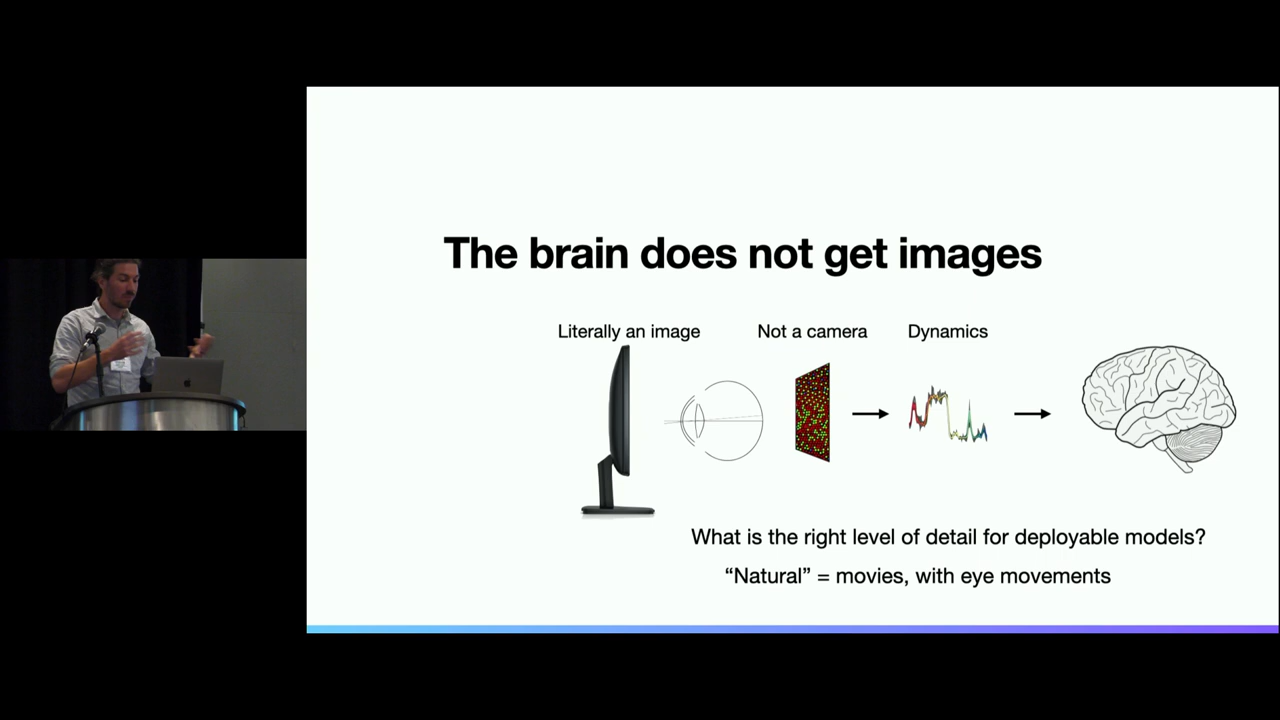 The brain does not get images
Literally an image
Not a camera
Dynamics
What is the right level of detail for deployable models?
“Natural” = movies, with eye movements